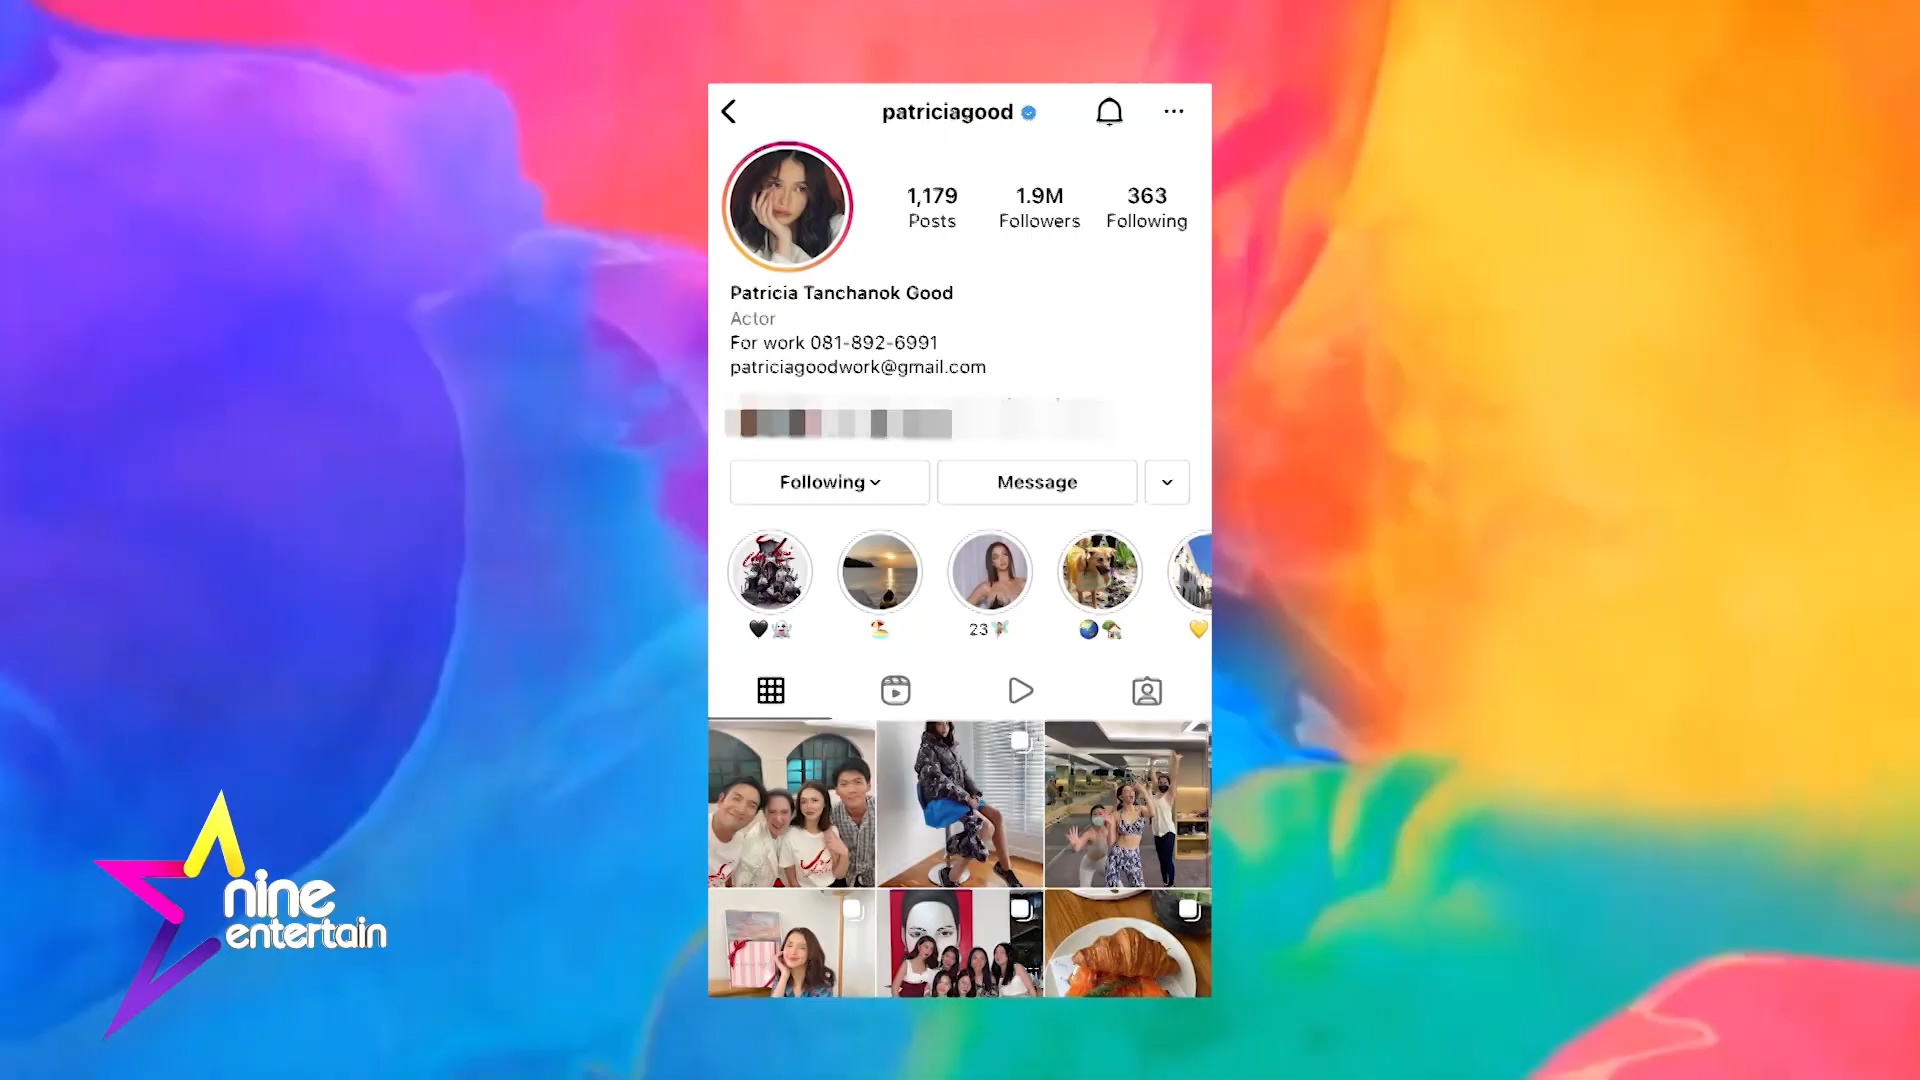 patriciagood
1,179
Posts
1.9M
Followers
363
Following
Patricia Tanchanok Good
Actor
For work 081-892-6991
patriciagoodwork@gmail.com
Following
Message
23
nine
entertain